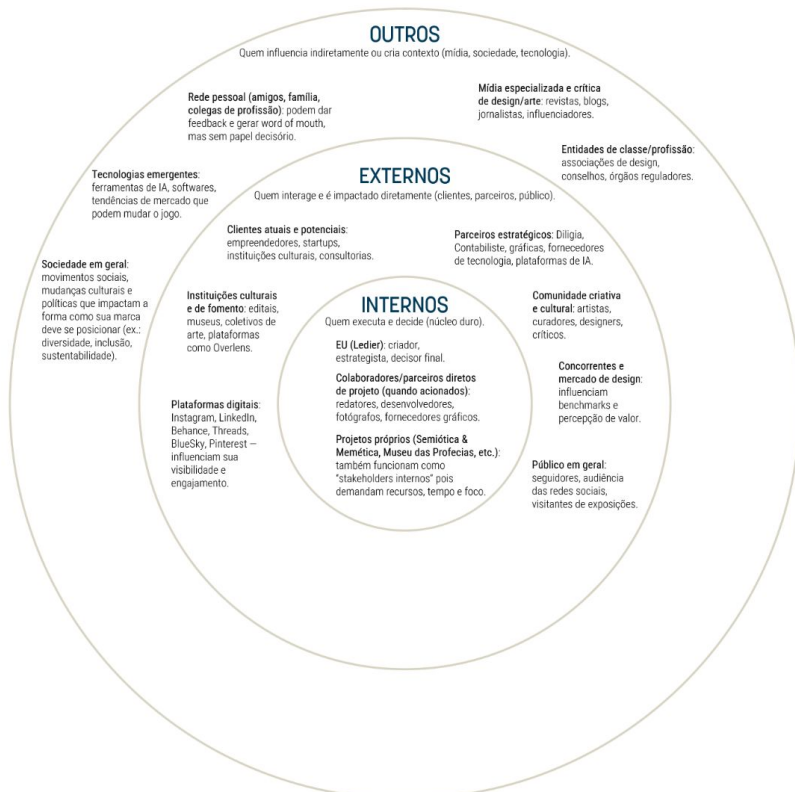 OUTROS
Quem influencia indiretamente ou cria contexto (mídia, sociedade, tecnologia).
Rede pessoal (amigos, família,
colegas de profissão): podem dar
feedback e gerar word of mouth,
mas sem papel decisório.
Mídia especializada e crítica
de design/arte: revistas, blogs,
jornalistas, influenciadores.
Entidades de classe/profissão:
associações de design,
conselhos, órgãos reguladores.
Tecnologias emergentes:
ferramentas de IA, softwares,
tendências de mercado que
podem mudar o jogo.
Sociedade em geral:
movimentos sociais,
mudanças culturais e
políticas que impactam a
forma como sua marca
deve se posicionar (ex.:
diversidade, inclusão,
sustentabilidade).
EXTERNOS
Quem interage e é impactado diretamente (clientes, parceiros, público).
Clientes atuais e potenciais:
empreendedores, startups,
instituições culturais, consultorias.
Parceiros estratégicos: Diligia,
Contabiliste, gráficas, fornecedores
de tecnologia, plataformas de IA.
Instituições culturais
e de fomento: editais,
museus, coletivos de
arte, plataformas
como Overlens.
Comunidade criativa
e cultural: artistas,
curadores, designers,
críticos.
Concorrentes e
mercado de design:
influenciam
benchmarks e
percepção de valor.
Plataformas digitais:
Instagram, LinkedIn,
Behance, Threads,
BlueSky, Pinterest —
influenciam sua
visibilidade e
engajamento.
Público em geral:
seguidores, audiência
das redes sociais,
visitantes de exposições.
INTERNOS
Quem executa e decide (núcleo duro).
EU (Ledier): criador,
estrategista, decisor final.
Colaboradores/parceiros diretos
de projeto (quando acionados):
redatores, desenvolvedores,
fotógrafos, fornecedores gráficos.
Projetos próprios (Semiótica &
Memética, Museu das Profecias, etc.):
também funcionam como
"stakeholders internos" pois
demandam recursos, tempo e foco.